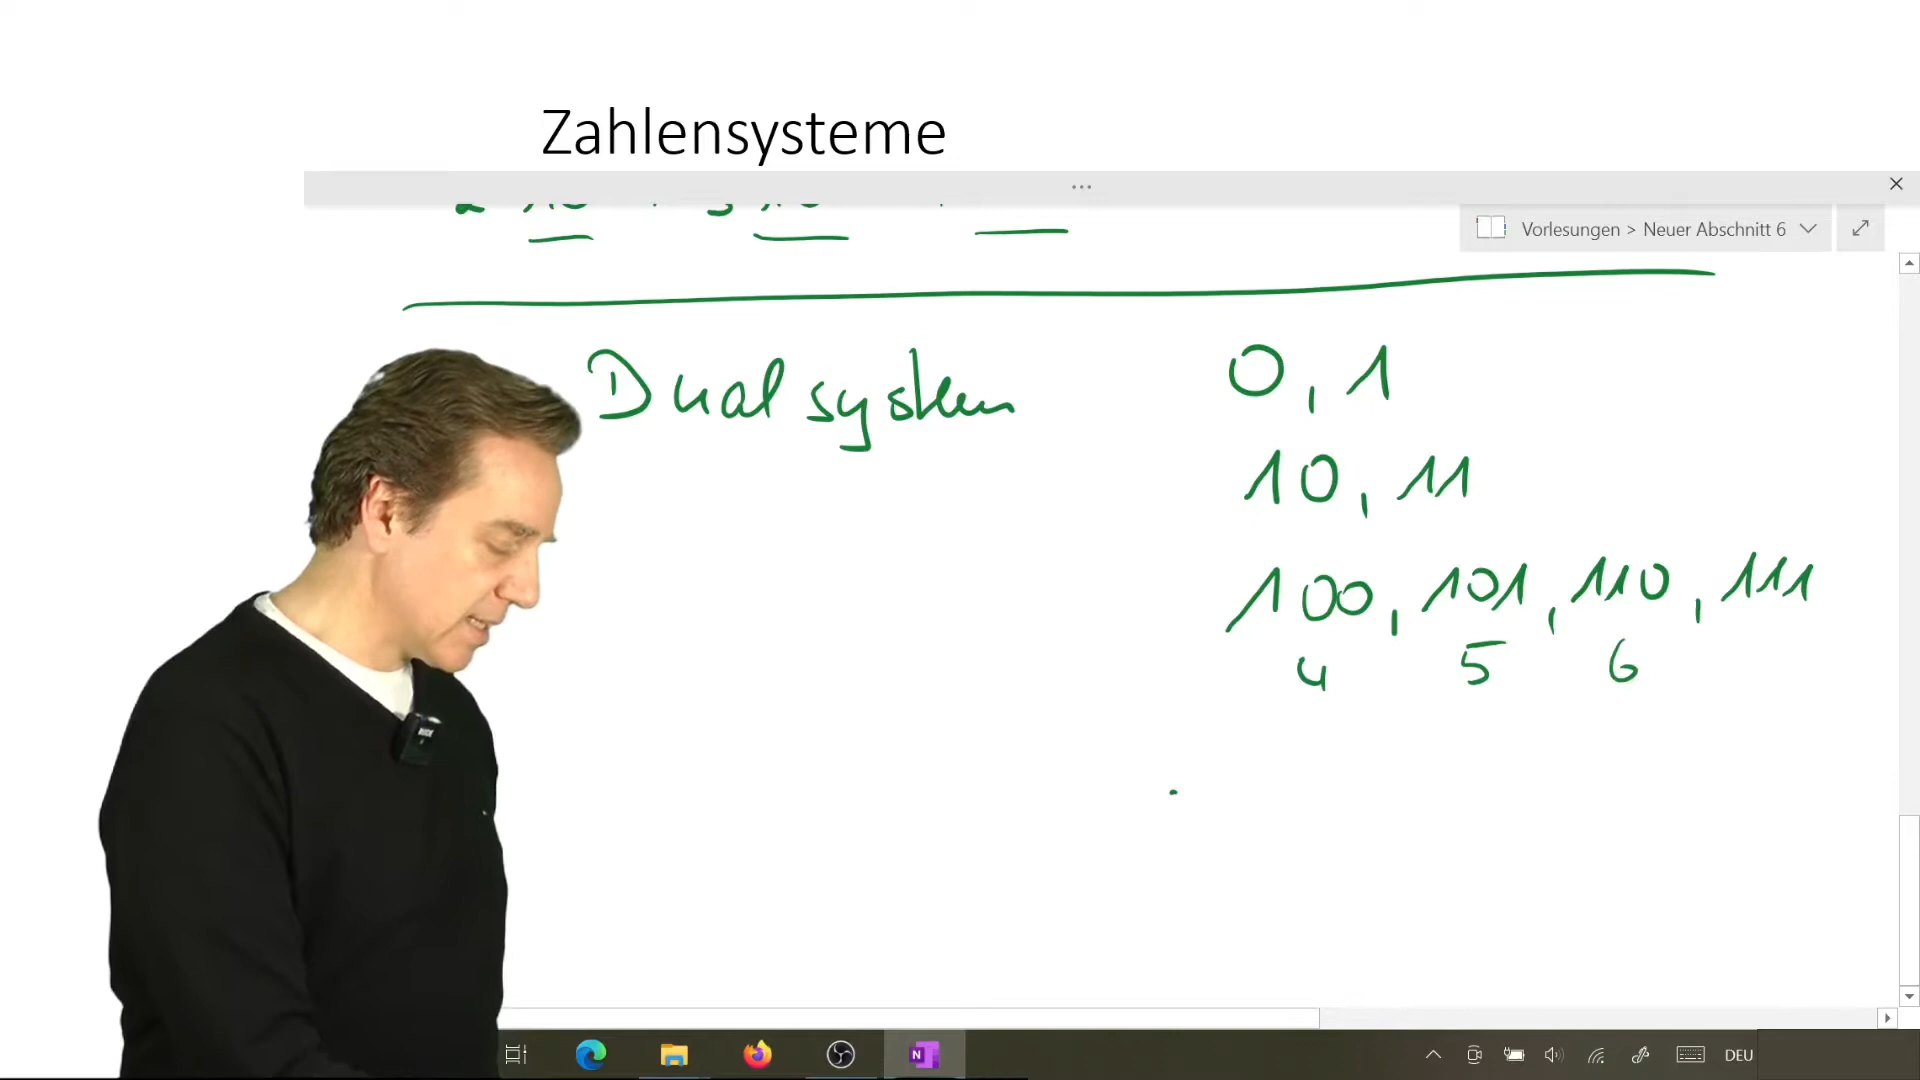 Zahlensysteme
Vorlesungen > Neuer Abschnitt 6
Dualsystem
0, 1
10, 11
100, 101, 110, 111
4 5 6
DEU